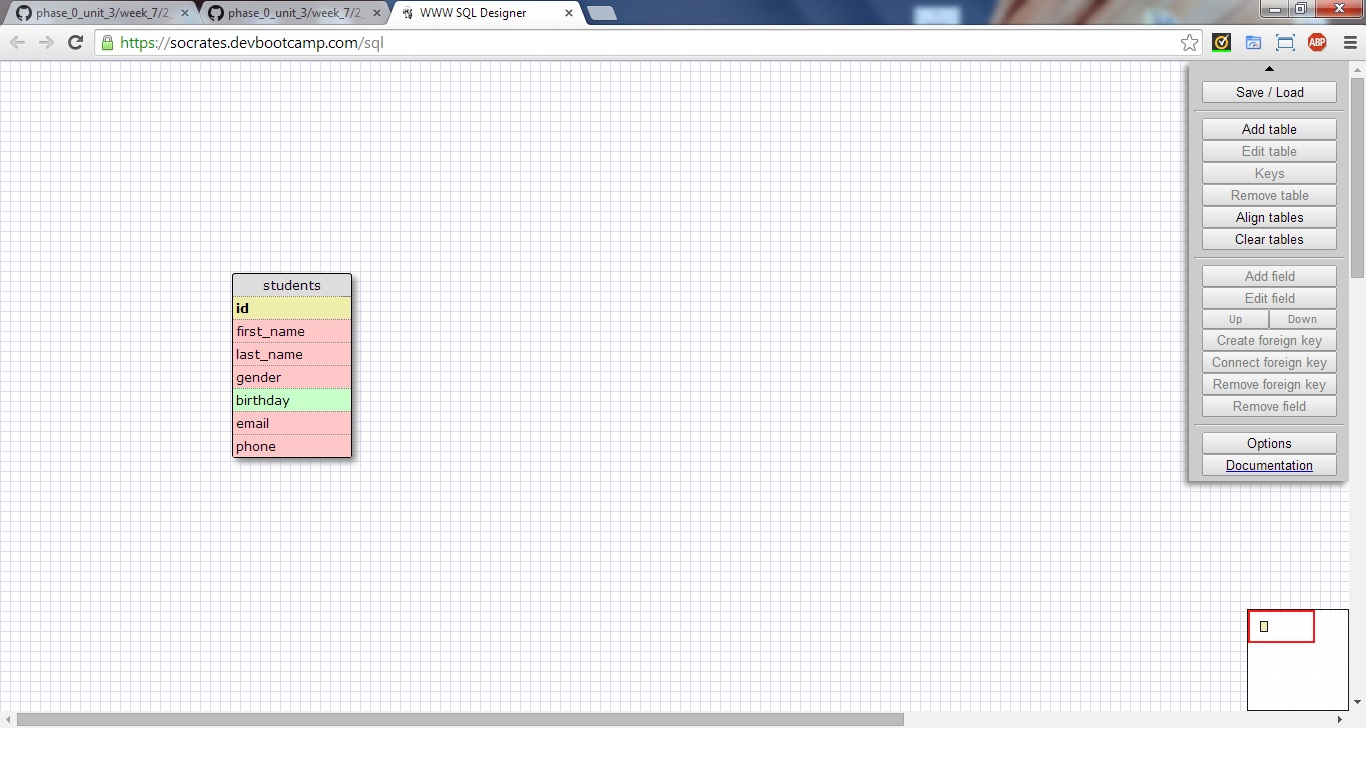 phase_0_unit_3/week_7/2_
phase_0_unit_3/week_7/2_
WWW SQL Designer
https://socrates.devbootcamp.com/sql
ABP
Save / Load
Add table
Edit table
Keys
Remove table
Align tables
Clear tables
students
id
first_name
last_name
gender
birthday
email
phone
Add field
Edit field
Up Down
Create foreign key
Connect foreign key
Remove foreign key
Remove field
Options
Documentation